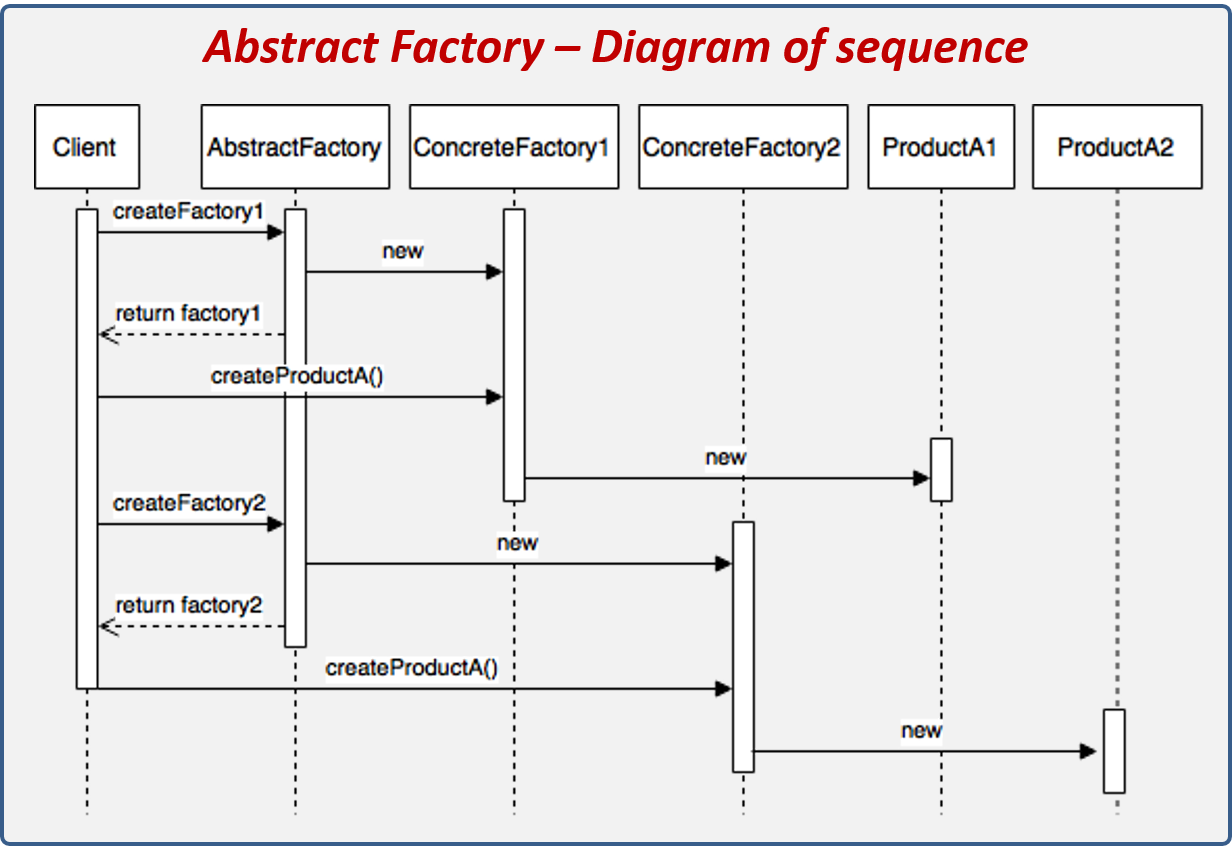 Abstract Factory – Diagram of sequence
Client
AbstractFactory
ConcreteFactory1
ConcreteFactory2
ProductA1
ProductA2
createFactory1
new
return factory1
createProductA()
new
createFactory2
new
return factory2
createProductA()
new